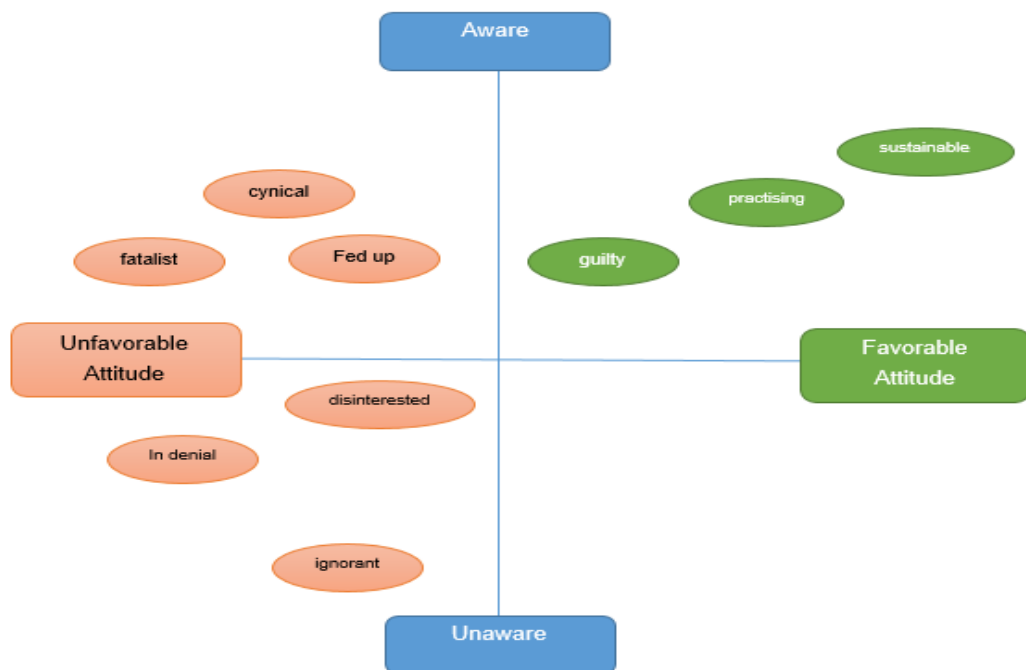 Aware
sustainable
cynical
practising
fatalist
Fed up
guilty
Unfavorable
Attitude
Favorable
Attitude
disinterested
In denial
ignorant
Unaware